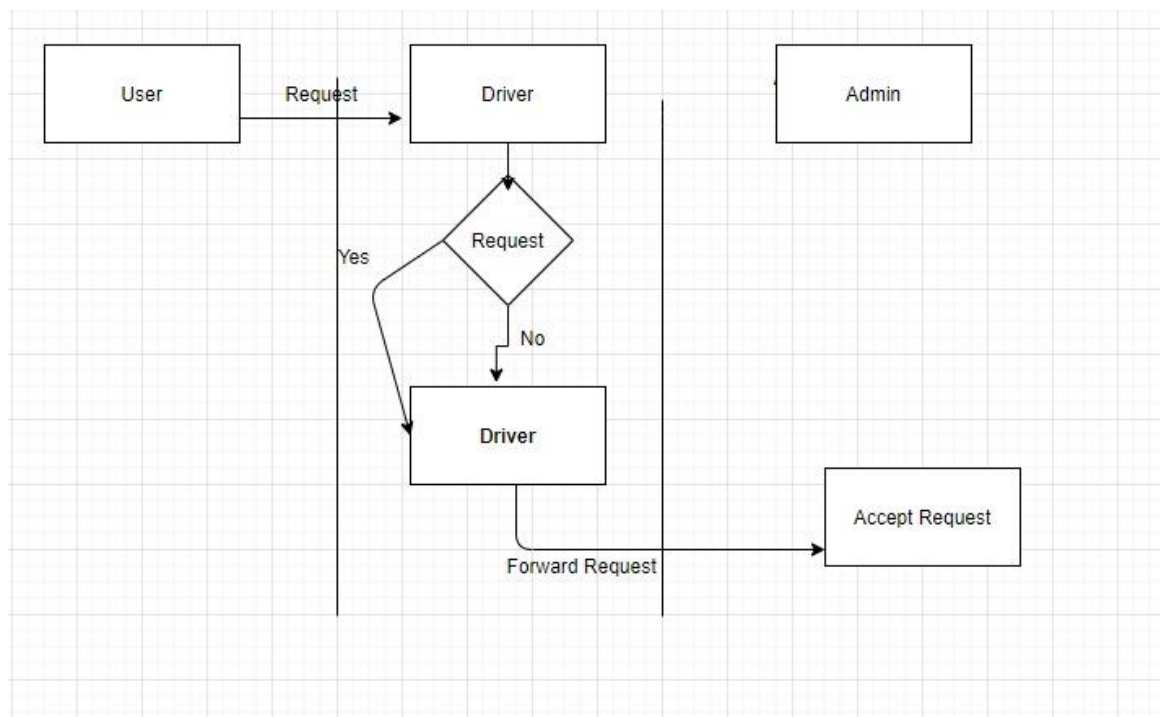 User
Request
Driver
Admin
Request
Yes
No
Driver
Accept Request
Forward Request